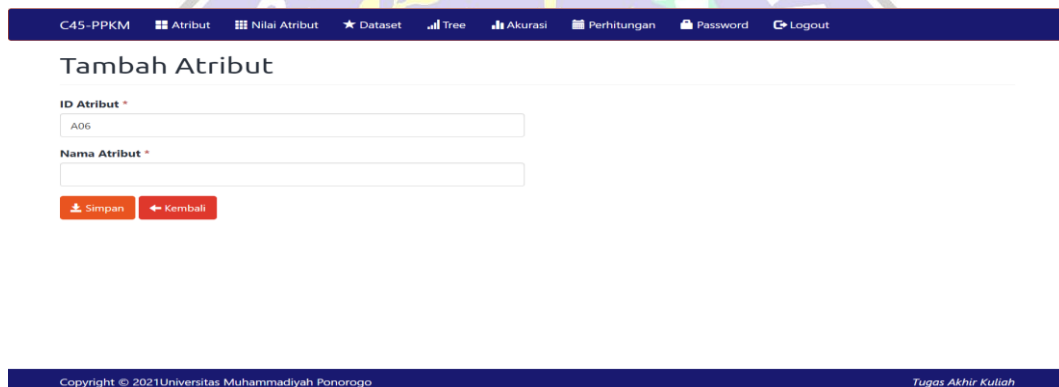 C45-PPKM Atribut Nilai Atribut Dataset Tree Akurasi Perhitungan Password Logout
Tambah Atribut
ID Atribut *
A06
Nama Atribut *
Simpan Kembali
Copyright © 2021Universitas Muhammadiyah Ponorogo Tugas Akhir Kuliah